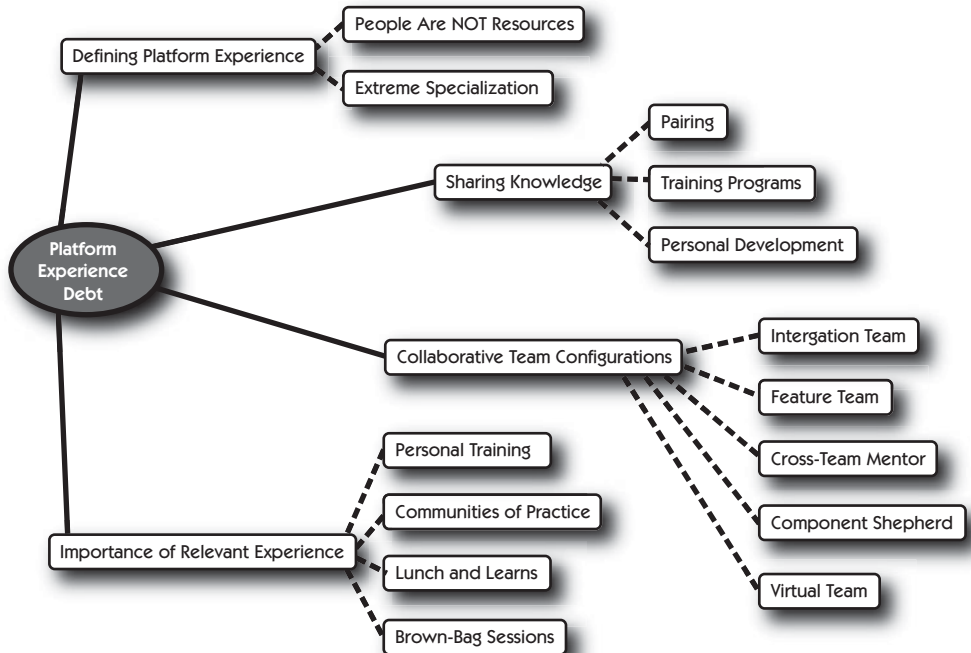 People Are NOT Resources
Defining Platform Experience
Extreme Specialization
Pairing
Sharing Knowledge
Training Programs
Personal Development
Platform
Experience
Debt
Intergation Team
Collaborative Team Configurations
Feature Team
Cross-Team Mentor
Component Shepherd
Virtual Team
Personal Training
Communities of Practice
Importance of Relevant Experience
Lunch and Learns
Brown-Bag Sessions